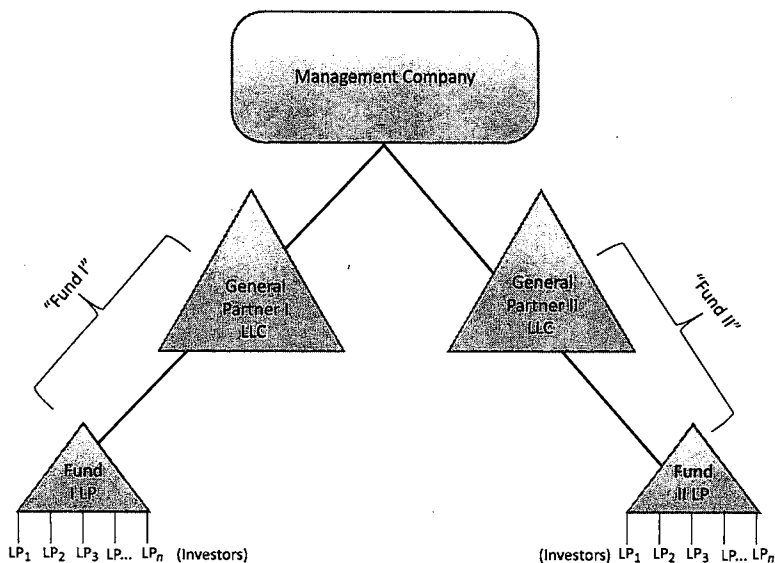 Management Company
"Fund I"
General
Partner I
LLC
General
Partner II
LLC
"Fund II"
Fund
I LP
Fund
II LP
LP1 LP2 LP3 LP... LPn (Investors)
(Investors) LP1 LP2 LP3 LP... LPn